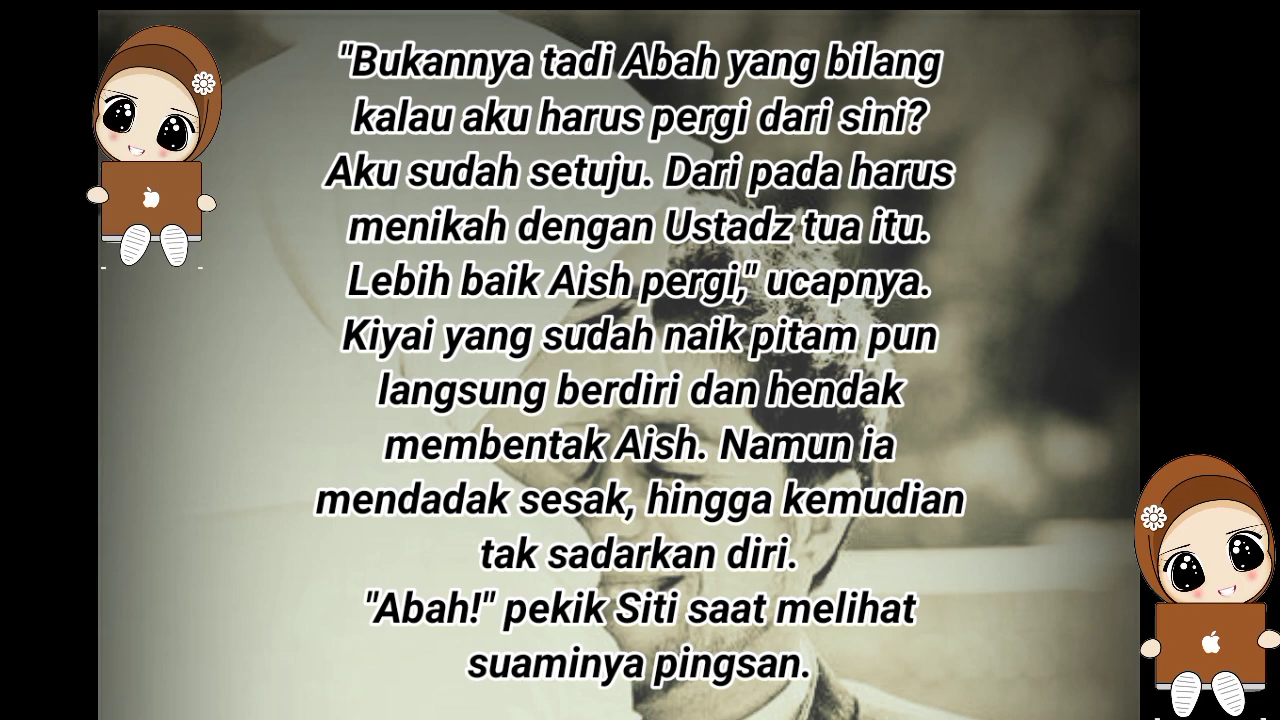 "Bukannya tadi Abah yang bilang
kalau aku harus pergi dari sini?
Aku sudah setuju. Dari pada harus
menikah dengan Ustadz tua itu.
Lebih baik Aish pergi," ucapnya.
Kiyai yang sudah naik pitam pun
langsung berdiri dan hendak
membentak Aish. Namun ia
mendadak sesak, hingga kemudian
tak sadarkan diri.
"Abah!" pekik Siti saat melihat
suaminya pingsan.